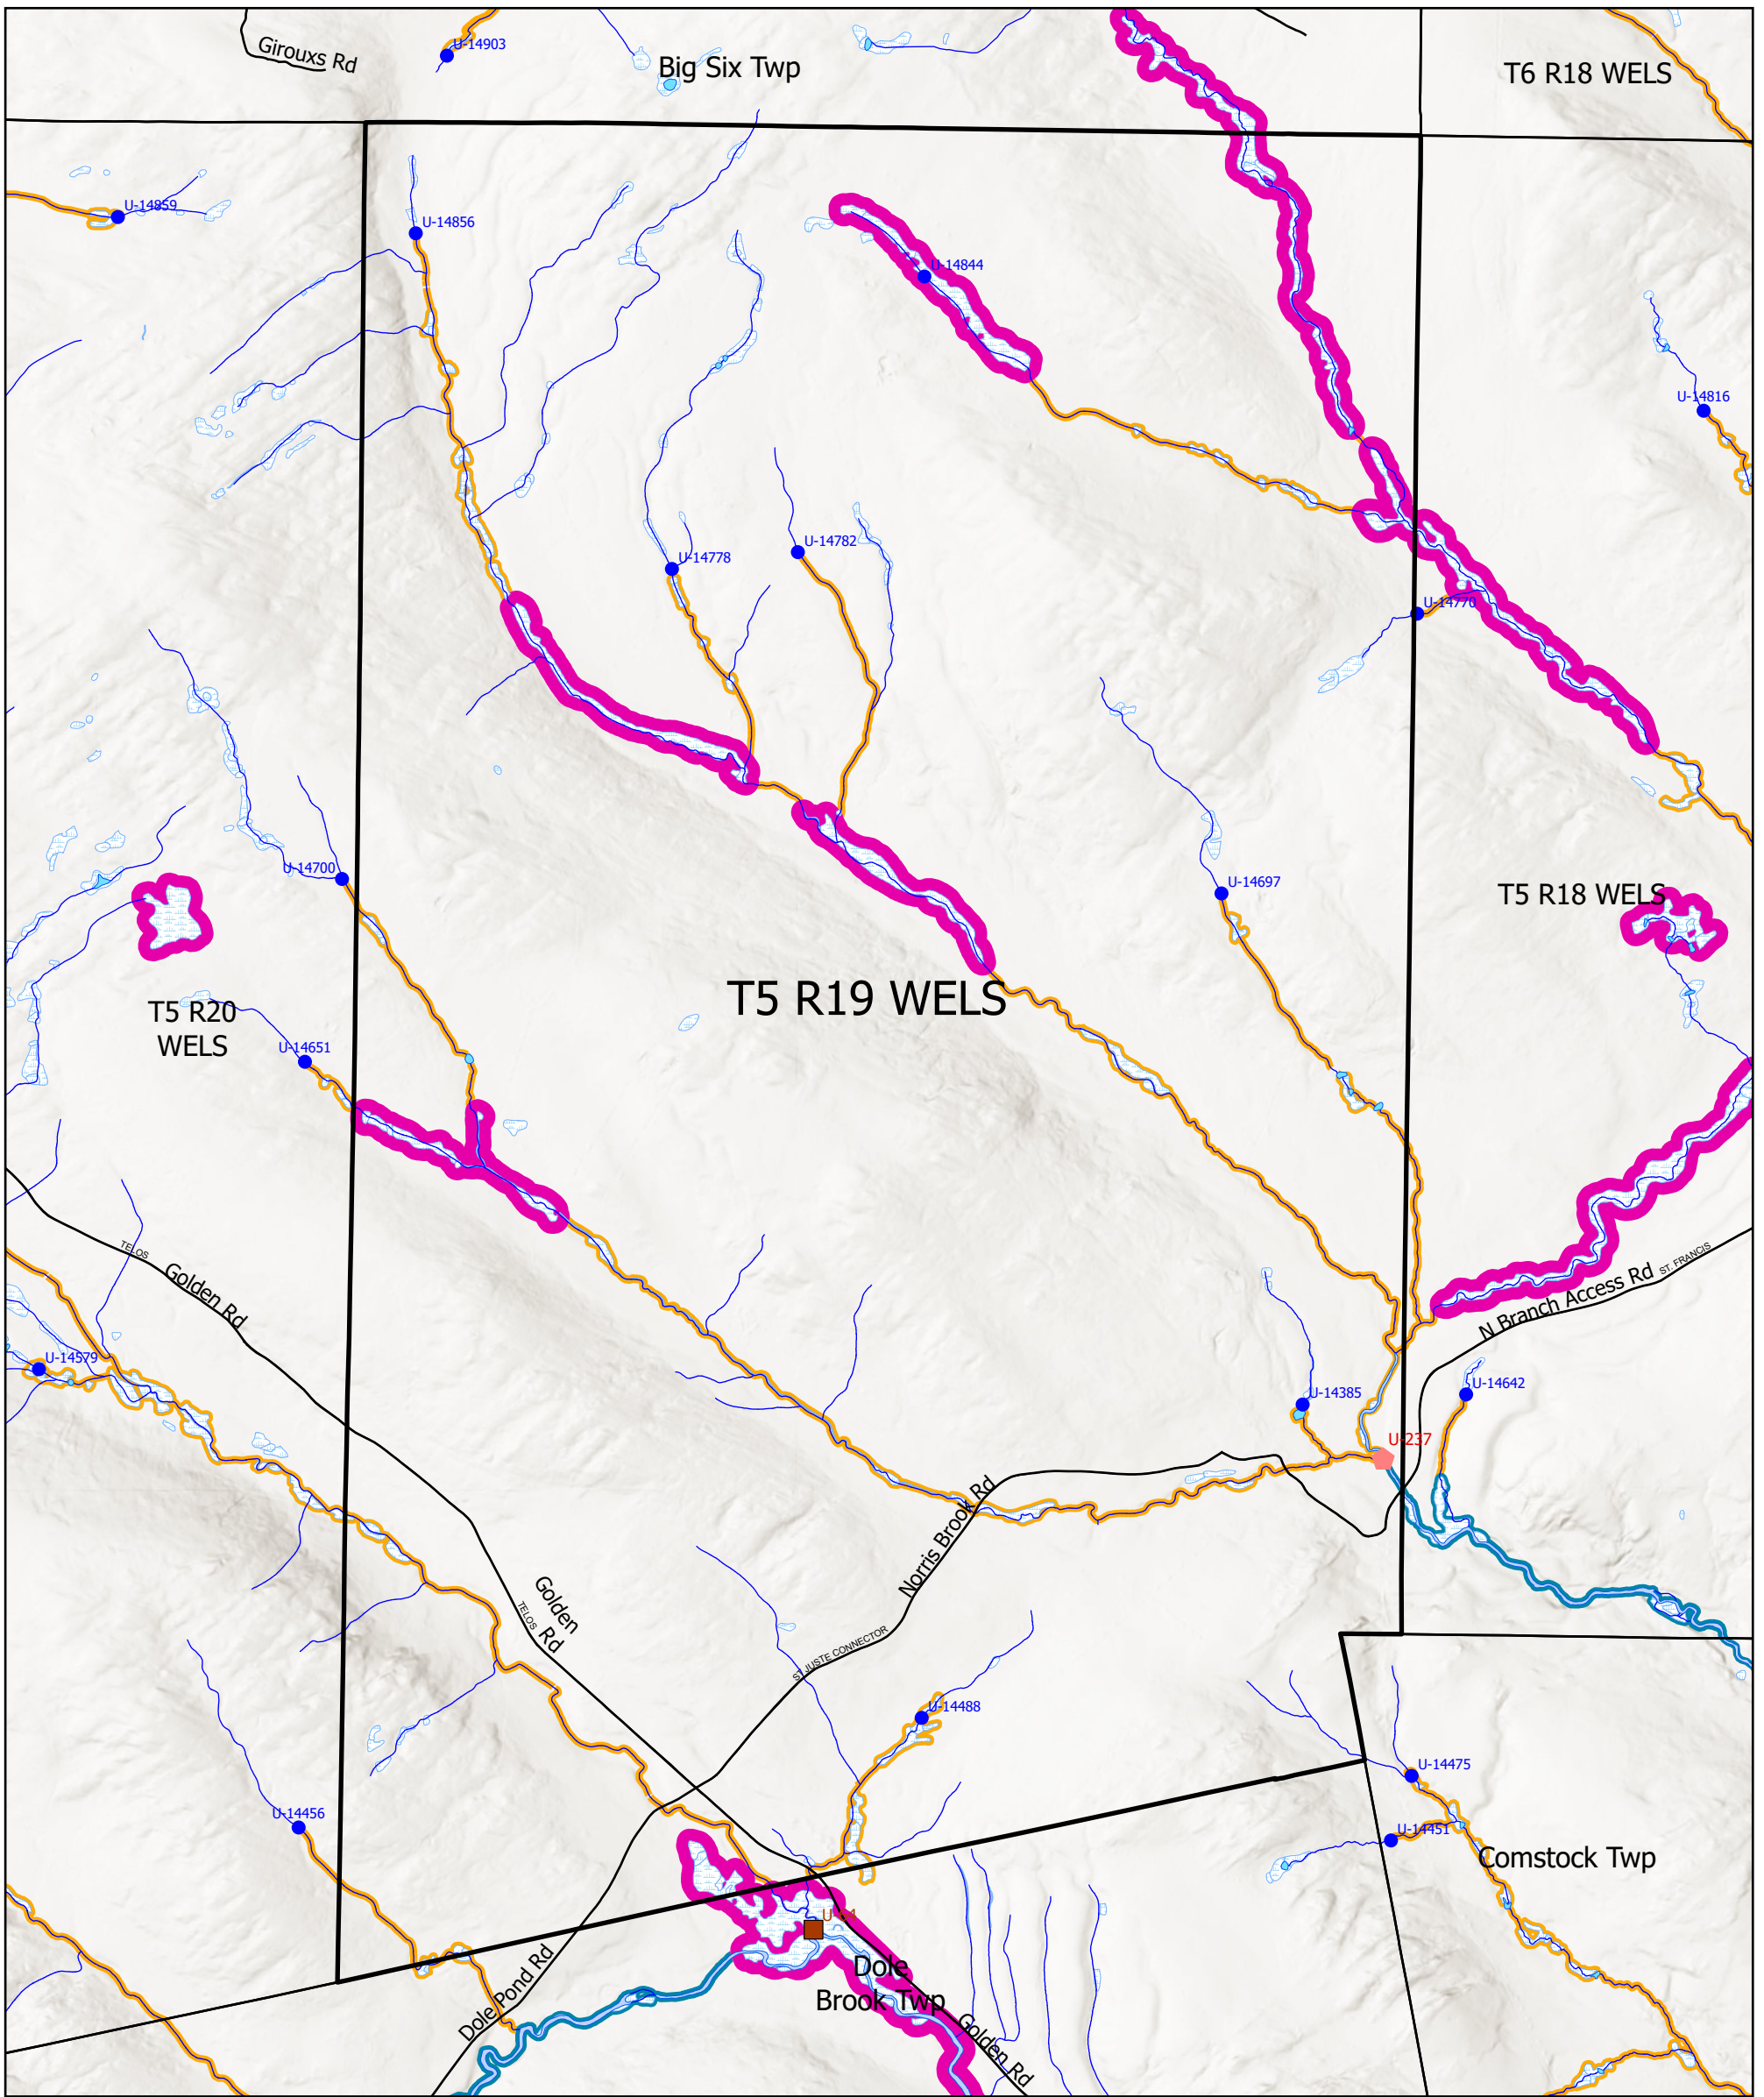 U-14903
Girouxs Rd
Big Six Twp
T6 R18 WELS
U-14859
U-14856
U-14844
U-14816
U-14782
U-14778
U-14770
U-14700
U-14697
T5 R18 WELS
T5 R19 WELS
T5 R20
WELS
U-14651
TELOS
Golden Rd
ST. FRANCIS
N Branch Access Rd
U-14579
U-14385
U-14642
U-237
Norris Brook Rd
Golden
Rd
TELOS
ST JUSTE CONNECTOR
U-14488
U-14475
U-14456
U-14451
Comstock Twp
Dole
Brook Twp
Dole Pond Rd
Golden Rd